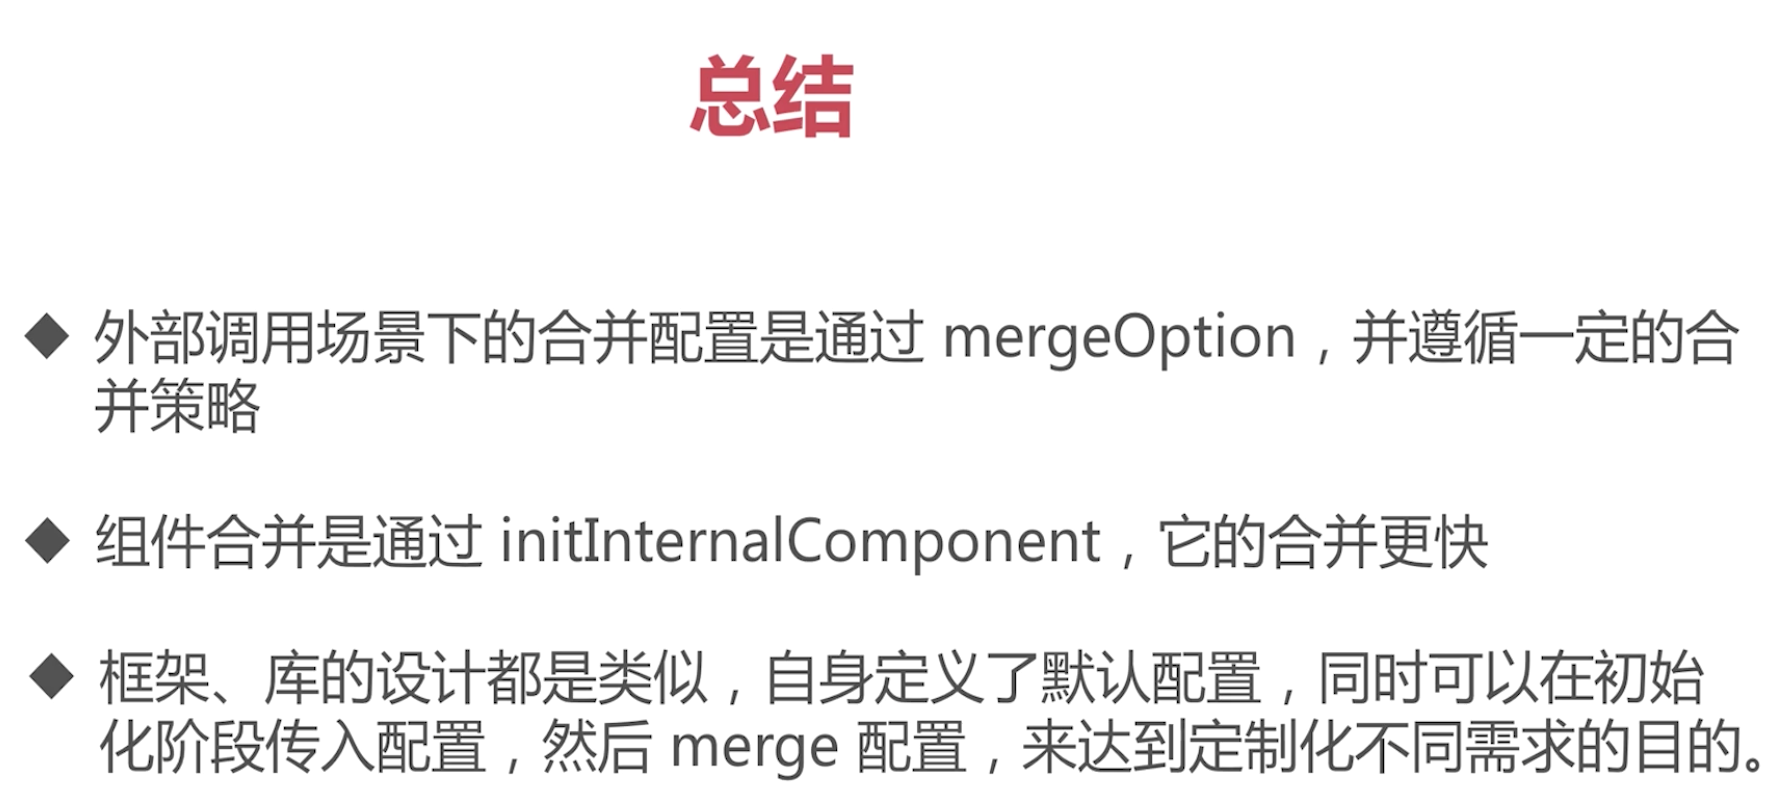 总结
◆ 外部调用场景下的合并配置是通过 mergeOption，并遵循一定的合
并策略
◆ 组件合并是通过 initInternalComponent，它的合并更快
◆ 框架、库的设计都是类似，自身定义了默认配置，同时可以在初始
化阶段传入配置，然后 merge 配置，来达到定制化不同需求的目的。